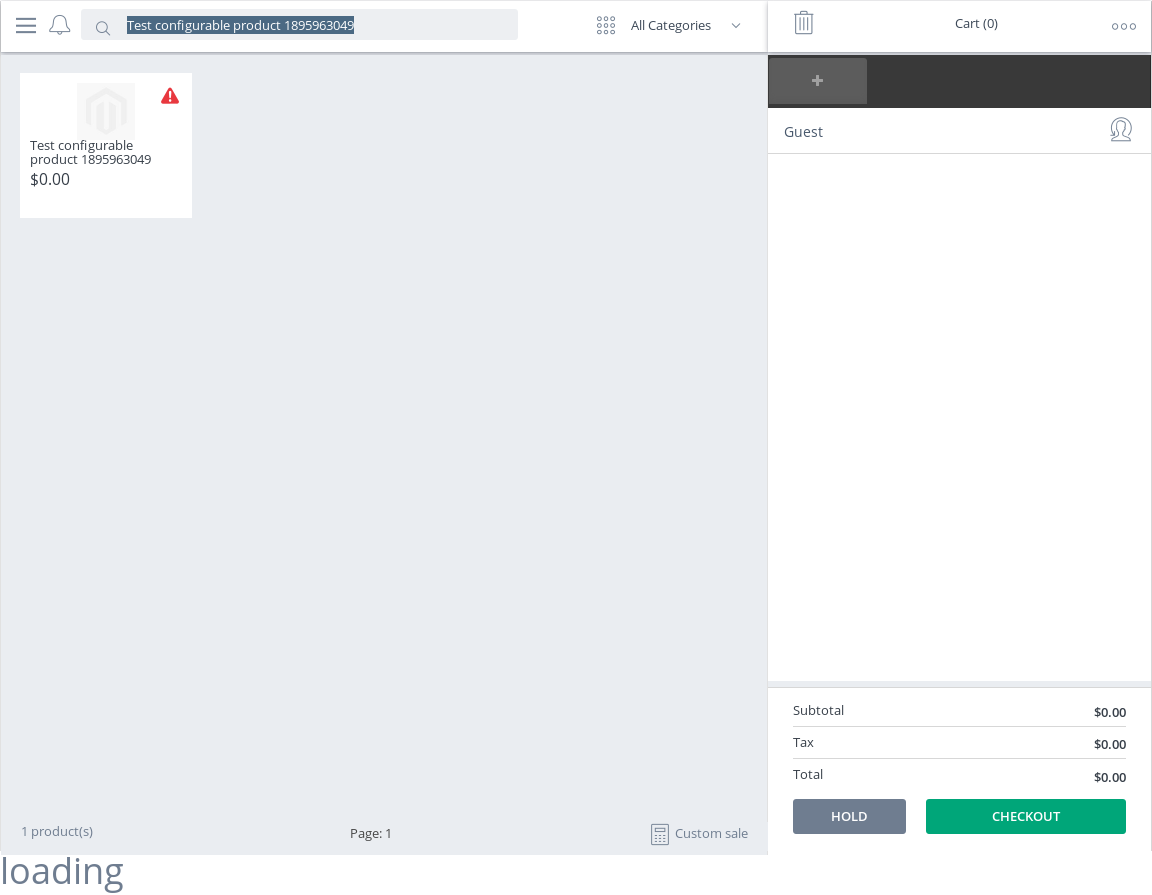 Test configurable product 1895963049
All Categories
Cart (0)
Test configurable
product 1895963049
$0.00
Guest
Subtotal $0.00
Tax $0.00
Total $0.00
HOLD CHECKOUT
1 product(s)
Page: 1
Custom sale
loading